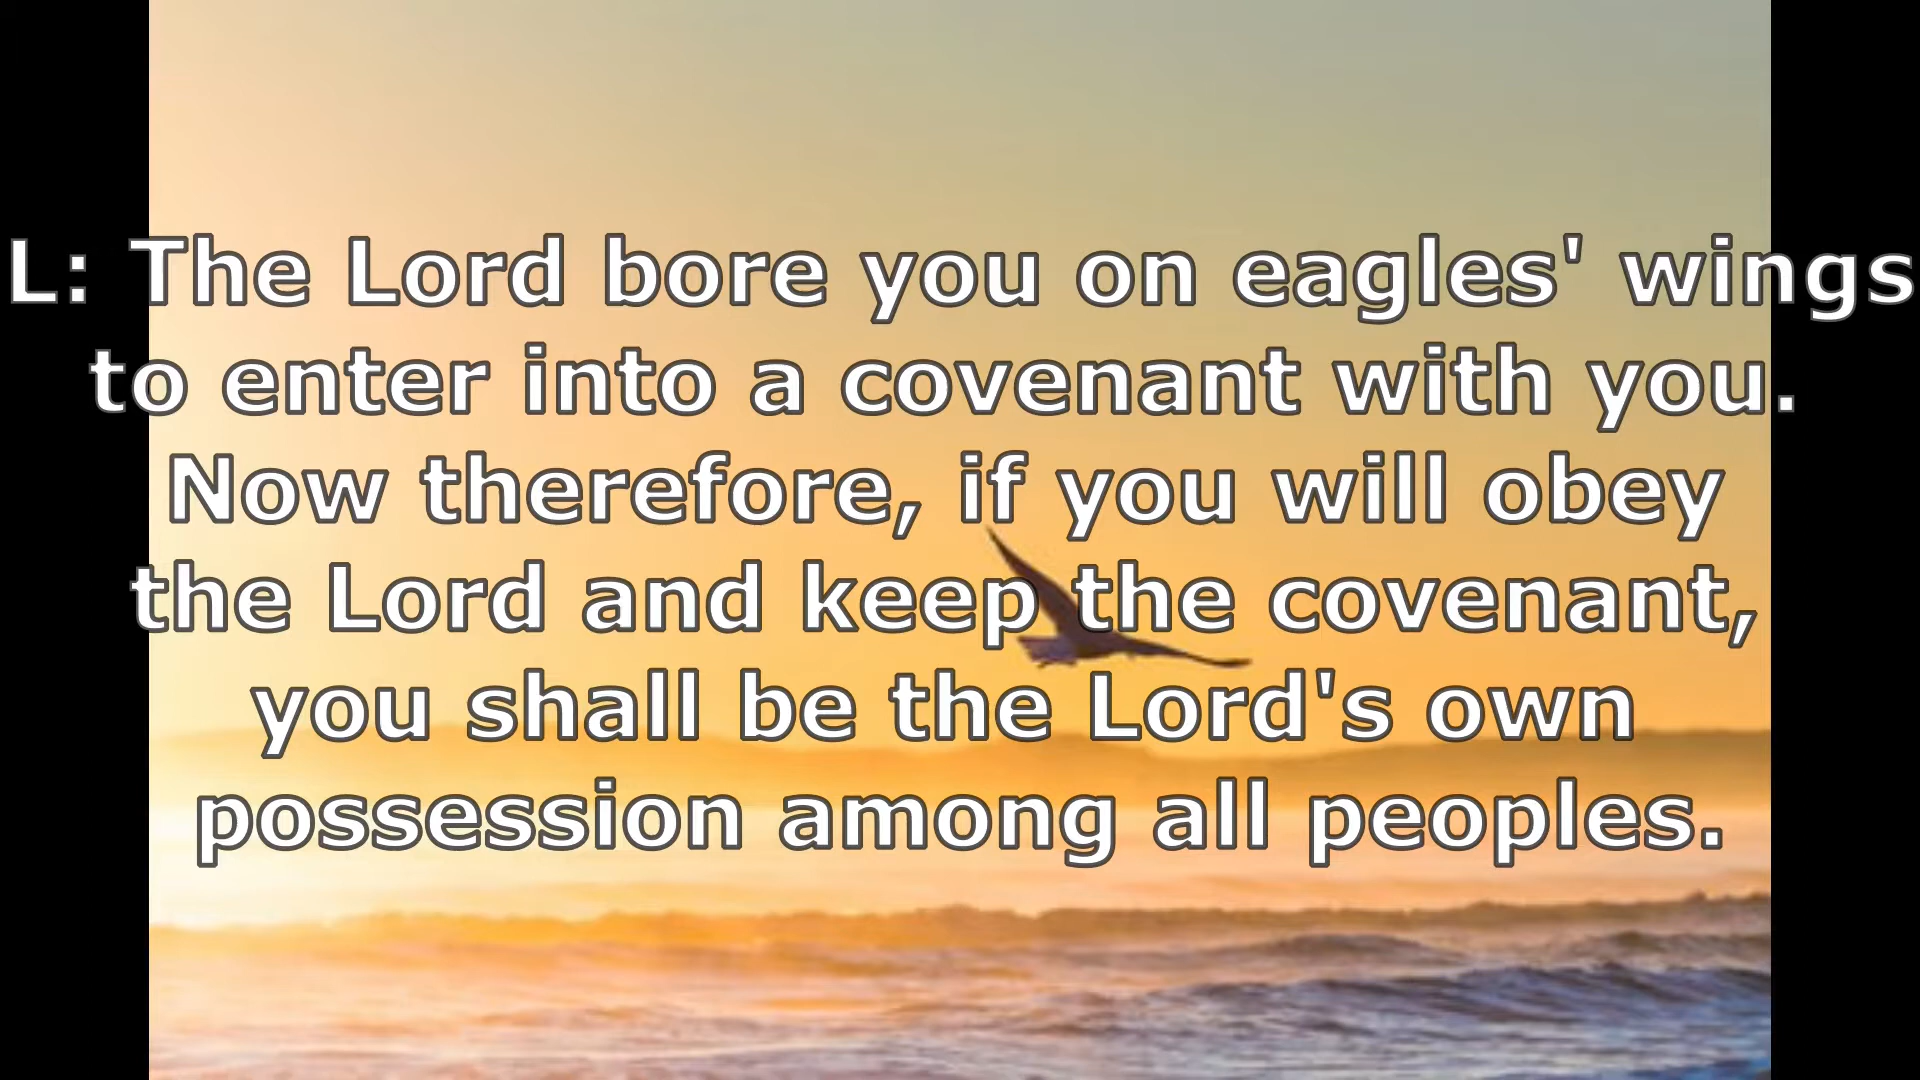 L: The Lord bore you on eagles' wings
to enter into a covenant with you.
Now therefore, if you will obey
the Lord and keep the covenant,
you shall be the Lord's own
possession among all peoples.